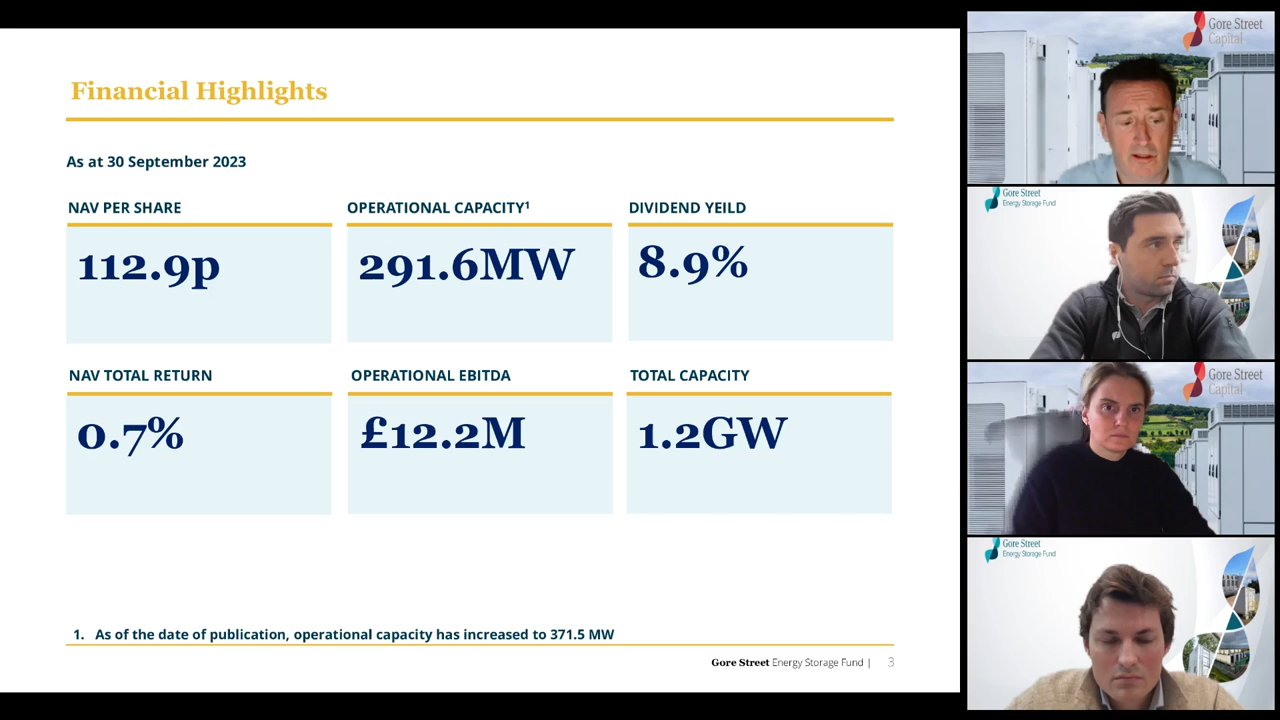 Financial Highlights
As at 30 September 2023
NAV PER SHARE
112.9p
OPERATIONAL CAPACITY¹
291.6MW
DIVIDEND YEILD
8.9%
NAV TOTAL RETURN
0.7%
OPERATIONAL EBITDA
£12.2M
TOTAL CAPACITY
1.2GW
1. As of the date of publication, operational capacity has increased to 371.5 MW
Gore Street Energy Storage Fund | 3
Gore Street
Capital
Gore Street
Energy Storage Fund
Gore Street
Capital
Gore Street
Energy Storage Fund